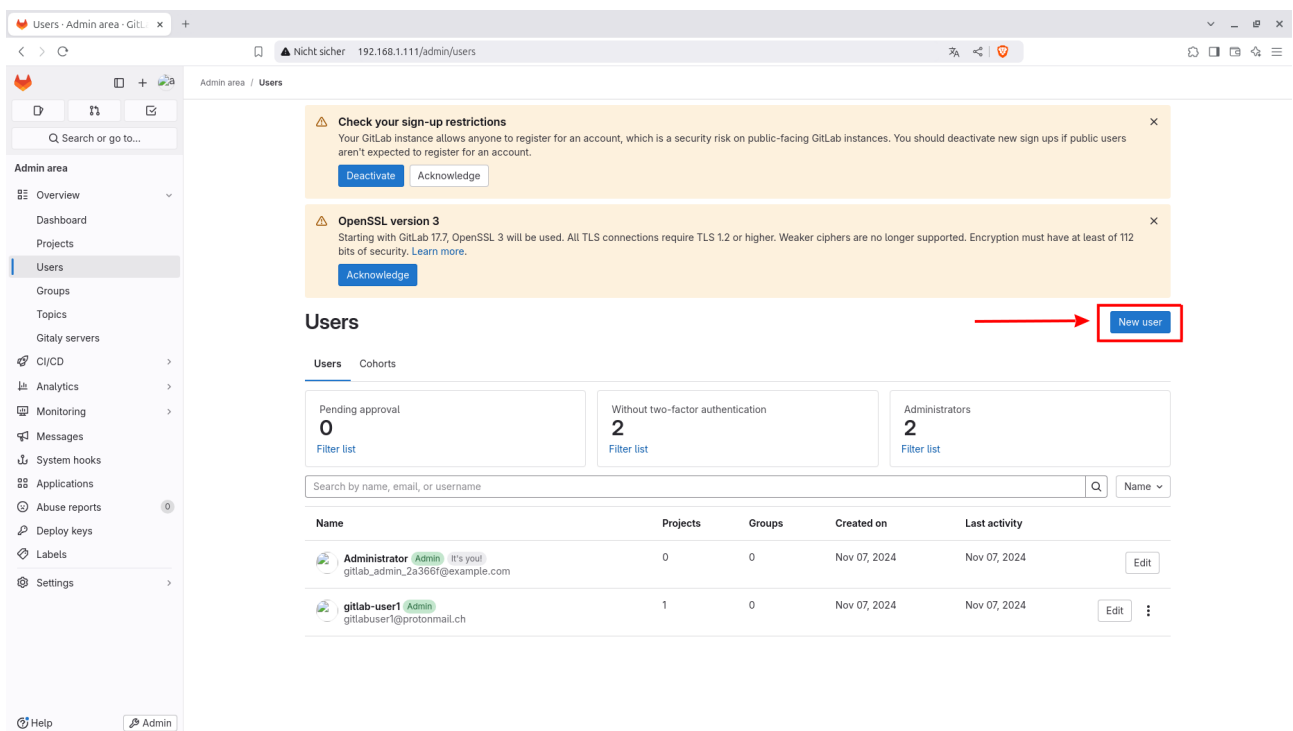 Users · Admin area · GitL
Nicht sicher 192.168.1.111/admin/users
a
Admin area / Users
Search or go to...
Admin area
Overview
Dashboard
Projects
Users
Groups
Topics
Gitaly servers
CI/CD
Analytics
Monitoring
Messages
System hooks
Applications
Abuse reports 0
Deploy keys
Labels
Settings
Help
Admin
Check your sign-up restrictions
Your GitLab instance allows anyone to register for an account, which is a security risk on public-facing GitLab instances. You should deactivate new sign ups if public users
aren't expected to register for an account.
Deactivate Acknowledge
OpenSSL version 3
Starting with GitLab 17.7, OpenSSL 3 will be used. All TLS connections require TLS 1.2 or higher. Weaker ciphers are no longer supported. Encryption must have at least of 112
bits of security. Learn more.
Acknowledge
Users
New user
Users Cohorts
Pending approval
0
Filter list
Without two-factor authentication
2
Filter list
Administrators
2
Filter list
Search by name, email, or username
Name
Name Projects Groups Created on Last activity
Administrator Admin It's you! 0 0 Nov 07, 2024 Nov 07, 2024 Edit
gitlab_admin_2a366f@example.com
gitlab-user1 Admin 1 0 Nov 07, 2024 Nov 07, 2024 Edit
gitlabuser1@protonmail.ch